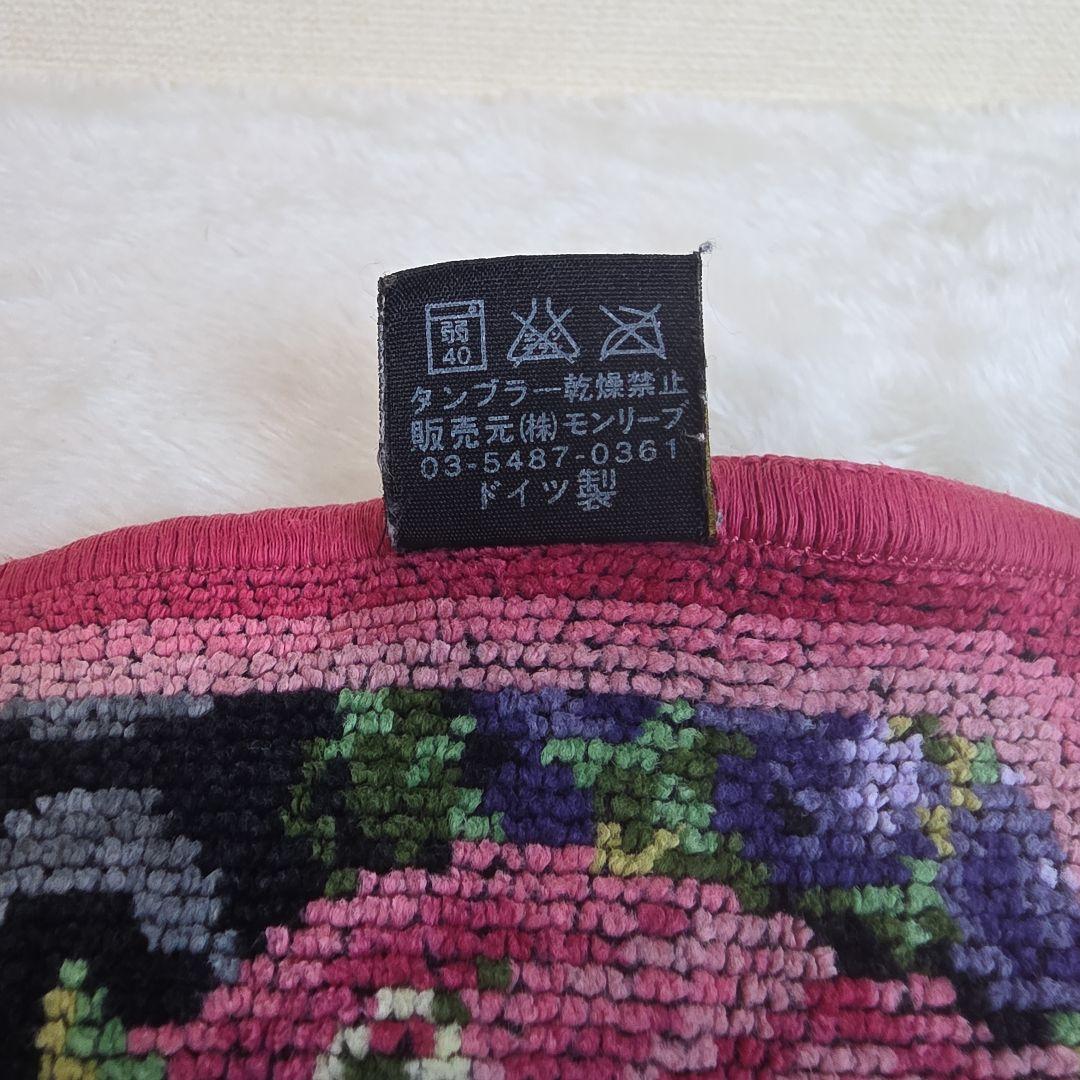 弱
40
タンブラー乾燥禁止
販売元(株)モンリーブ
03-5487-0361
ドイツ製